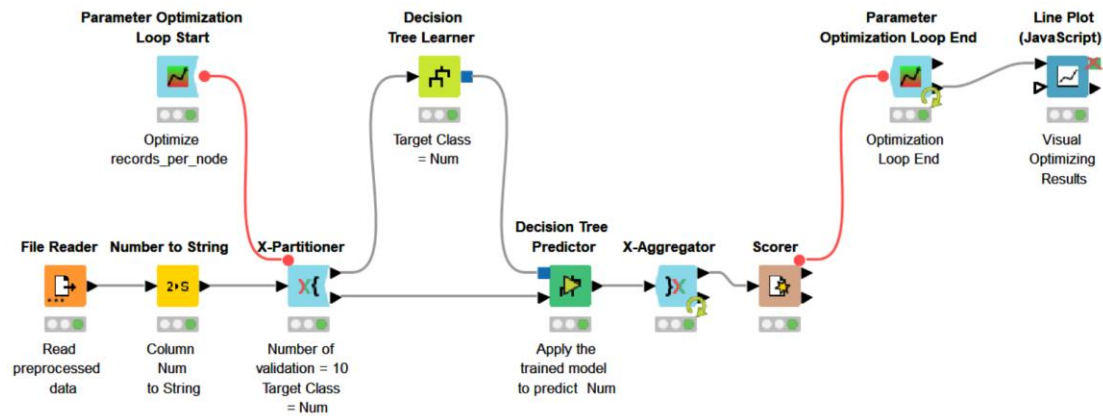 Parameter Optimization
Loop Start
Optimize
records_per_node
Decision
Tree Learner
Target Class
= Num
Parameter
Optimization Loop End
Optimization
Loop End
Line Plot
(JavaScript)
Visual
Optimizing
Results
File Reader
Read
preprocessed
data
Number to String
2▸S
Column
Num
to String
X-Partitioner
X{
Number of
validation = 10
Target Class
= Num
Decision Tree
Predictor
Apply the
trained model
to predict Num
X-Aggregator
}X
Scorer